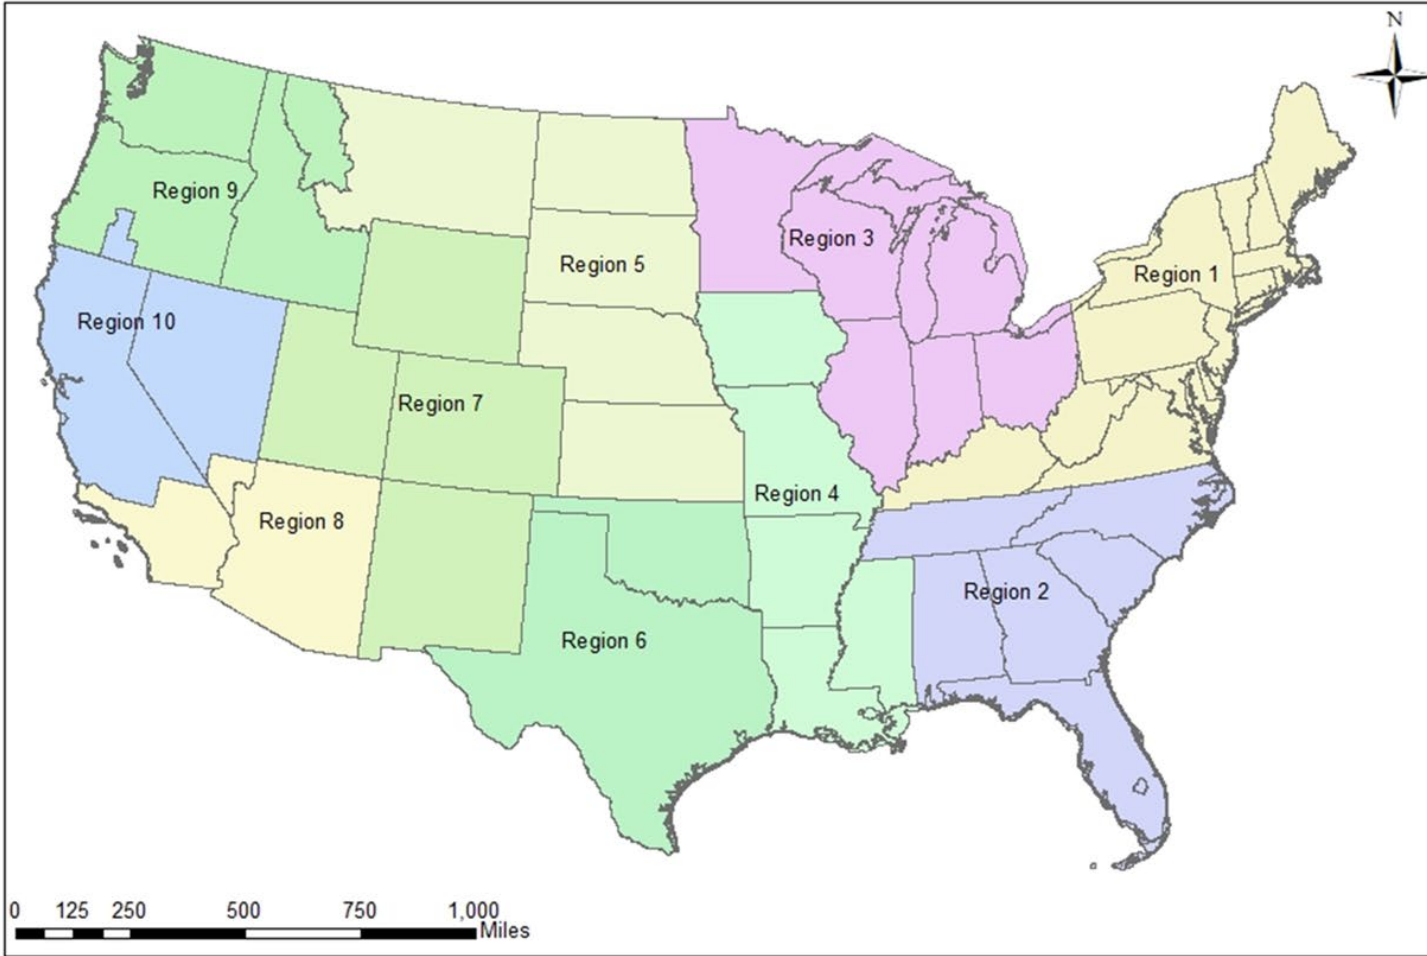 N
Region 9
Region 3
Region 5
Region 1
Region 10
Region 7
Region 4
Region 8
Region 2
Region 6
0 125 250 500 750 1,000
Miles